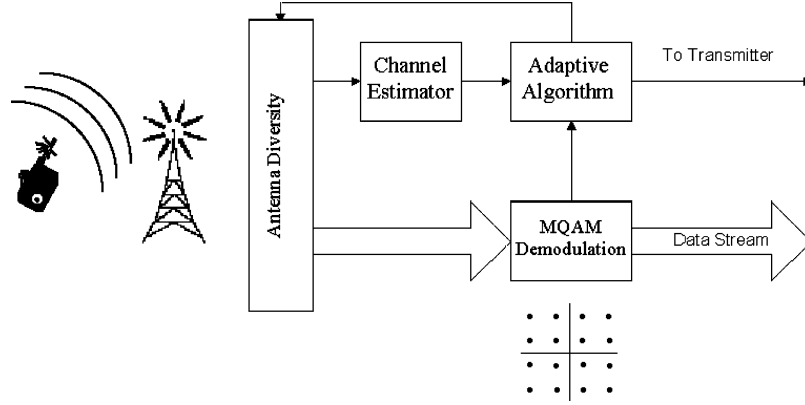 Antenna Diversity
Channel
Estimator
Adaptive
Algorithm
To Transmitter
MQAM
Demodulation
Data Stream